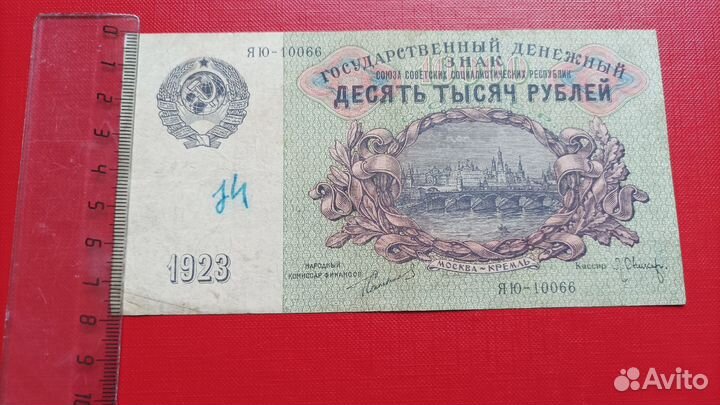 ЯЮ-10066
ГОСУДАРСТВЕННЫЙ ДЕНЕЖНЫЙ
ЗНАК
СОЮЗА СОВЕТСКИХ СОЦИАЛИСТИЧЕСКИХ РЕСПУБЛИК
ДЕСЯТЬ ТЫСЯЧ РУБЛЕЙ
1923
НАРОДНЫЙ
КОМИССАР ФИНАНСОВ
МОСКВА-КРЕМЛЬ
Кассир
ЯЮ-10066
0
1
2
3
4
5
6
7
8
9
10
Avito